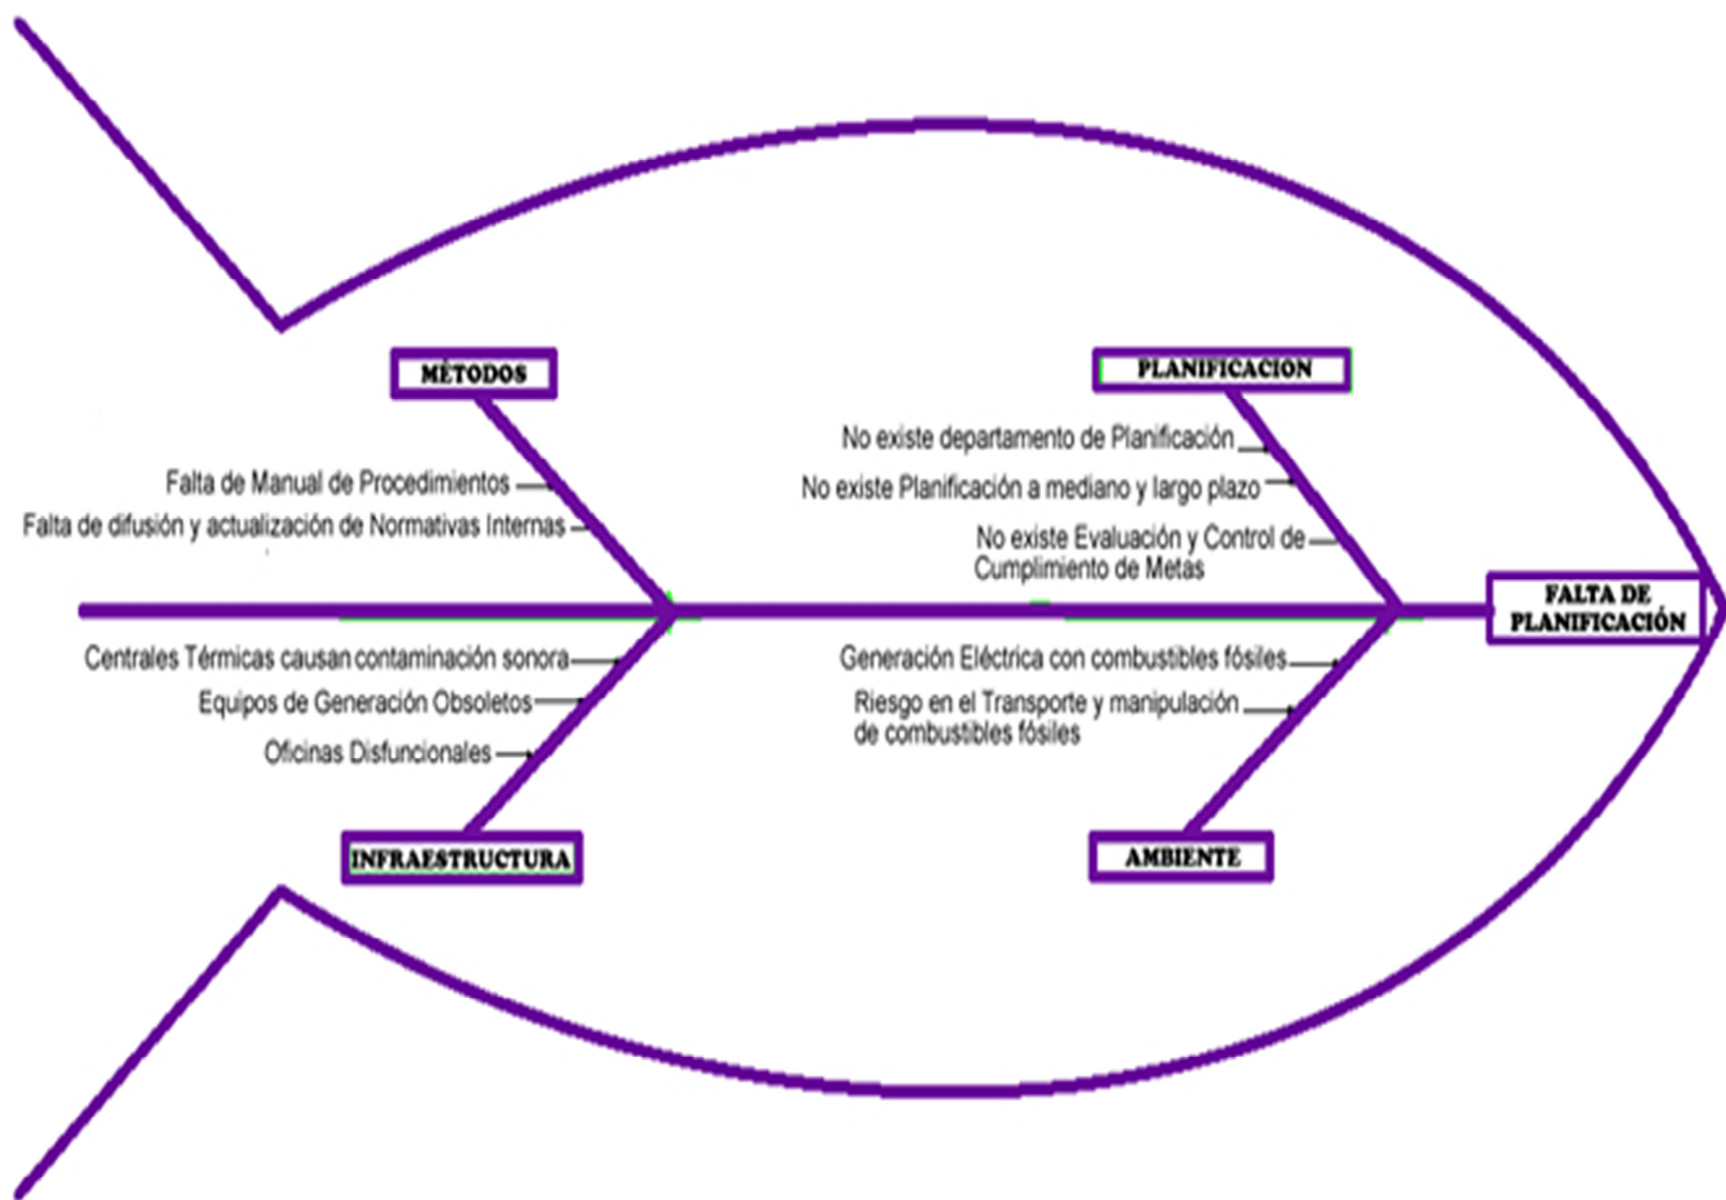 MÉTODOS
Falta de Manual de Procedimientos
Falta de difusión y actualización de Normativas Internas
PLANIFICACION
No existe departamento de Planificación
No existe Planificación a mediano y largo plazo
No existe Evaluación y Control de
Cumplimiento de Metas
FALTA DE
PLANIFICACIÓN
Centrales Térmicas causan contaminación sonora
Equipos de Generación Obsoletos
Oficinas Disfuncionales
INFRAESTRUCTURA
Generación Eléctrica con combustibles fósiles
Riesgo en el Transporte y manipulación
de combustibles fósiles
AMBIENTE